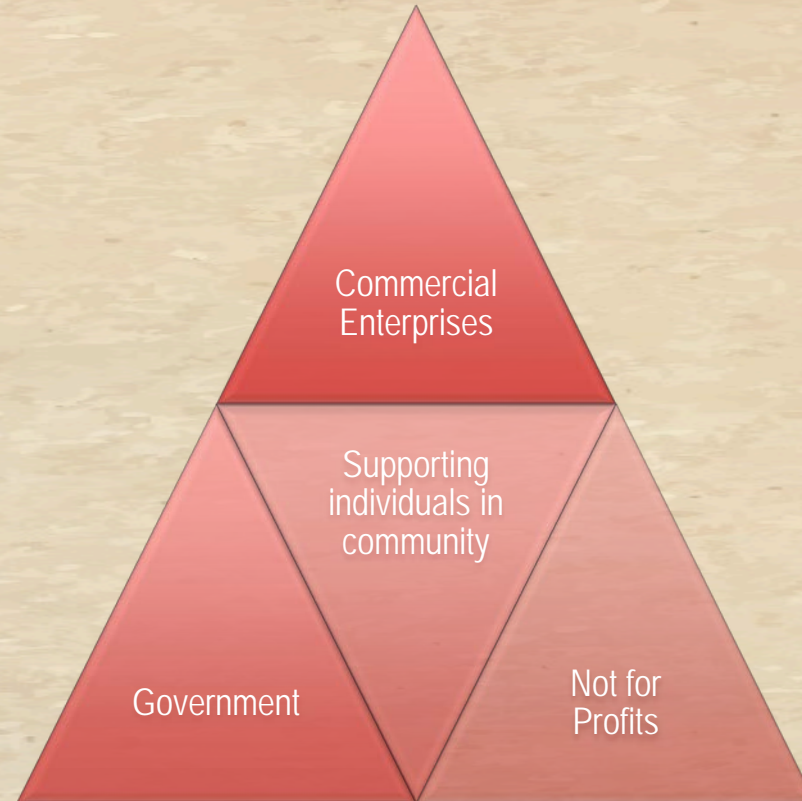 Commercial
Enterprises
Supporting
individuals in
community
Government
Not for
Profits